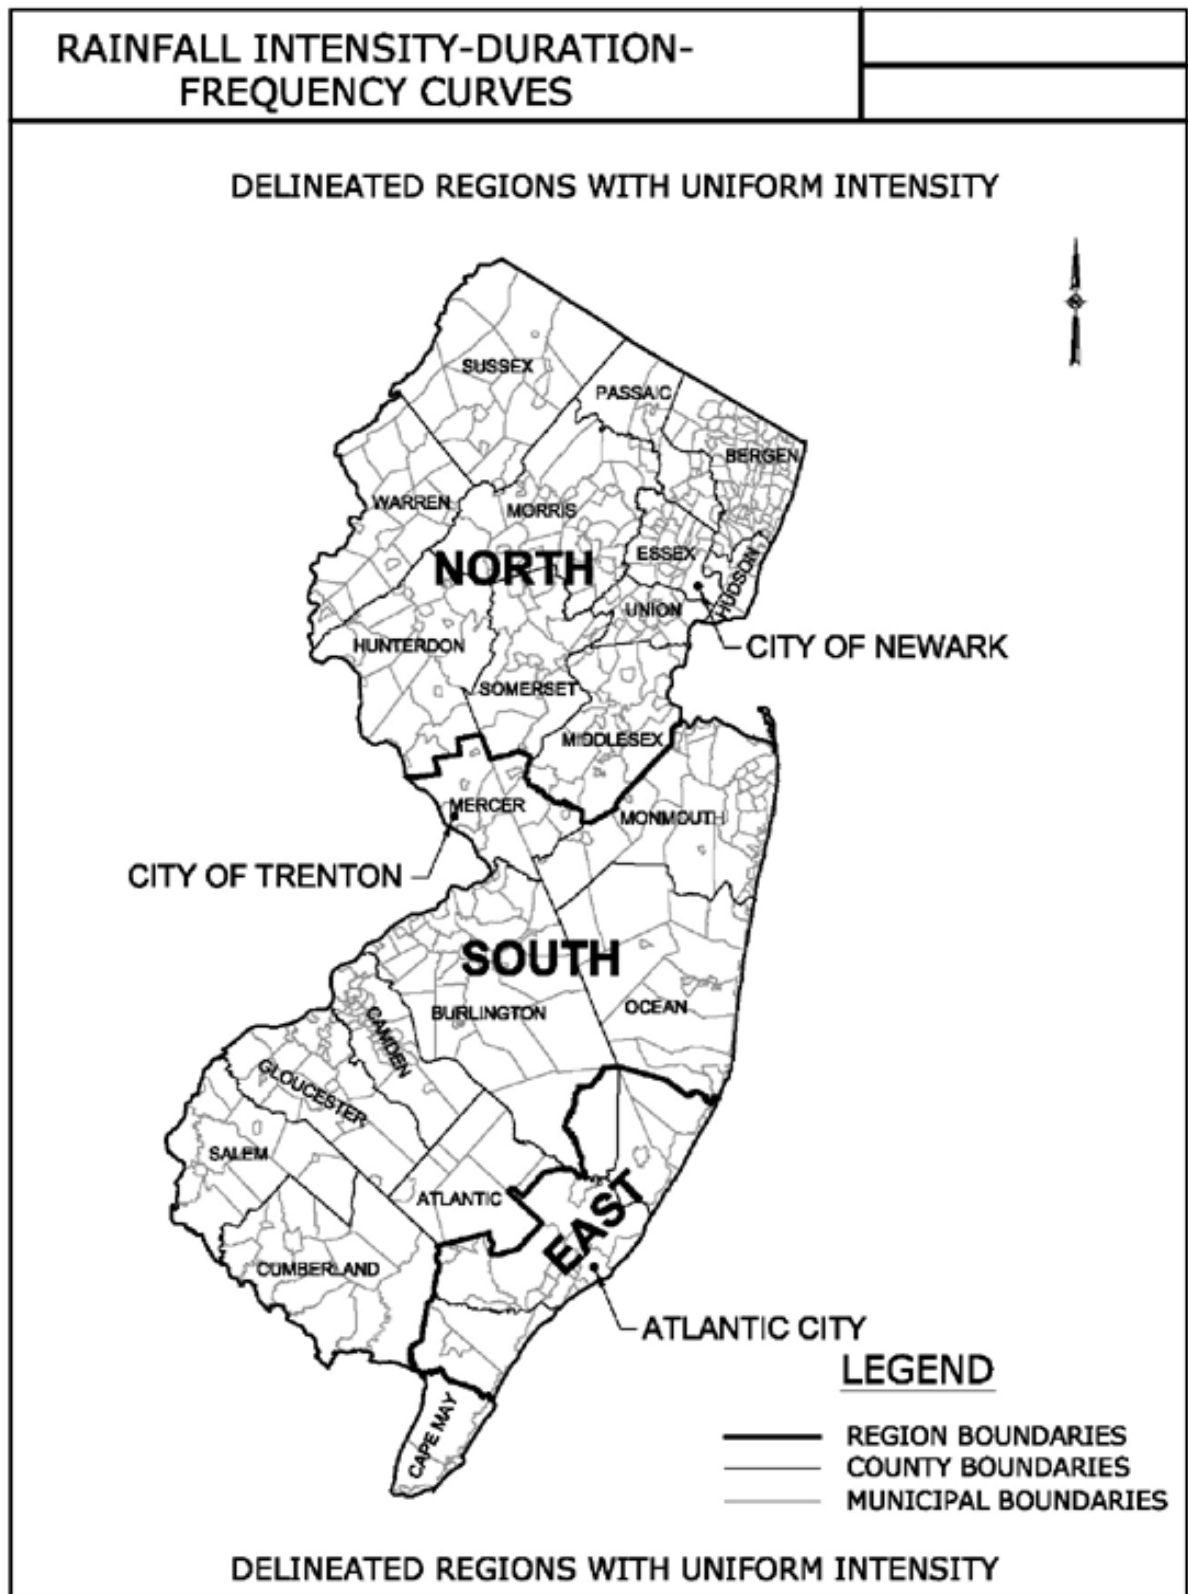 RAINFALL INTENSITY-DURATION-
FREQUENCY CURVES
DELINEATED REGIONS WITH UNIFORM INTENSITY
SUSSEX
PASSAIC
BERGEN
WARREN
MORRIS
ESSEX
NORTH
HUDSON
UNION
HUNTERDON
CITY OF NEWARK
SOMERSET
MIDDLESEX
MERCER
MONMOUTH
CITY OF TRENTON
SOUTH
OCEAN
BURLINGTON
CAMDEN
GLOUCESTER
SALEM
ATLANTIC
EAST
CUMBERLAND
ATLANTIC CITY
LEGEND
CAPE MAY
REGION BOUNDARIES
COUNTY BOUNDARIES
MUNICIPAL BOUNDARIES
DELINEATED REGIONS WITH UNIFORM INTENSITY